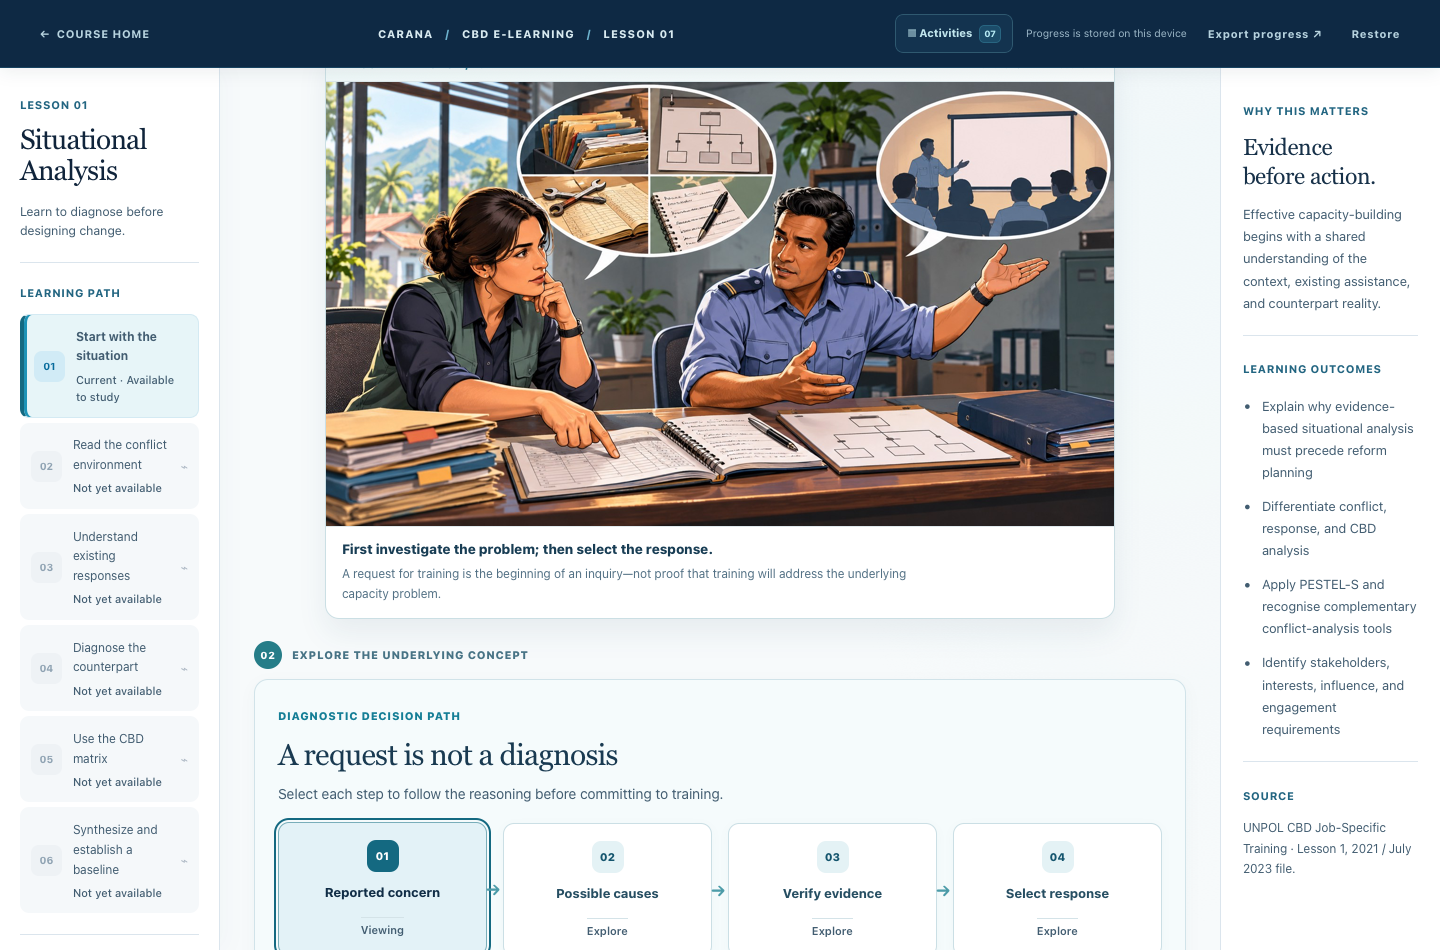 ← COURSE HOME
CARANA / CBD E-LEARNING / LESSON 01
Activities 07
Progress is stored on this device
Export progress ↗
Restore
LESSON 01
Situational
Analysis
Learn to diagnose before
designing change.
LEARNING PATH
01
Start with the
situation
Current · Available
to study
02
Read the conflict
environment
Not yet available
03
Understand
existing
responses
Not yet available
04
Diagnose the
counterpart
Not yet available
05
Use the CBD
matrix
Not yet available
06
Synthesize and
establish a
baseline
Not yet available
First investigate the problem; then select the response.
A request for training is the beginning of an inquiry—not proof that training will address the underlying
capacity problem.
02 EXPLORE THE UNDERLYING CONCEPT
DIAGNOSTIC DECISION PATH
A request is not a diagnosis
Select each step to follow the reasoning before committing to training.
01
Reported concern
Viewing
→
02
Possible causes
Explore
→
03
Verify evidence
Explore
→
04
Select response
Explore
WHY THIS MATTERS
Evidence
before action.
Effective capacity-building
begins with a shared
understanding of the
context, existing assistance,
and counterpart reality.
LEARNING OUTCOMES
• Explain why evidence-
based situational analysis
must precede reform
planning
• Differentiate conflict,
response, and CBD
analysis
• Apply PESTEL-S and
recognise complementary
conflict-analysis tools
• Identify stakeholders,
interests, influence, and
engagement
requirements
SOURCE
UNPOL CBD Job-Specific
Training · Lesson 1, 2021 / July
2023 file.